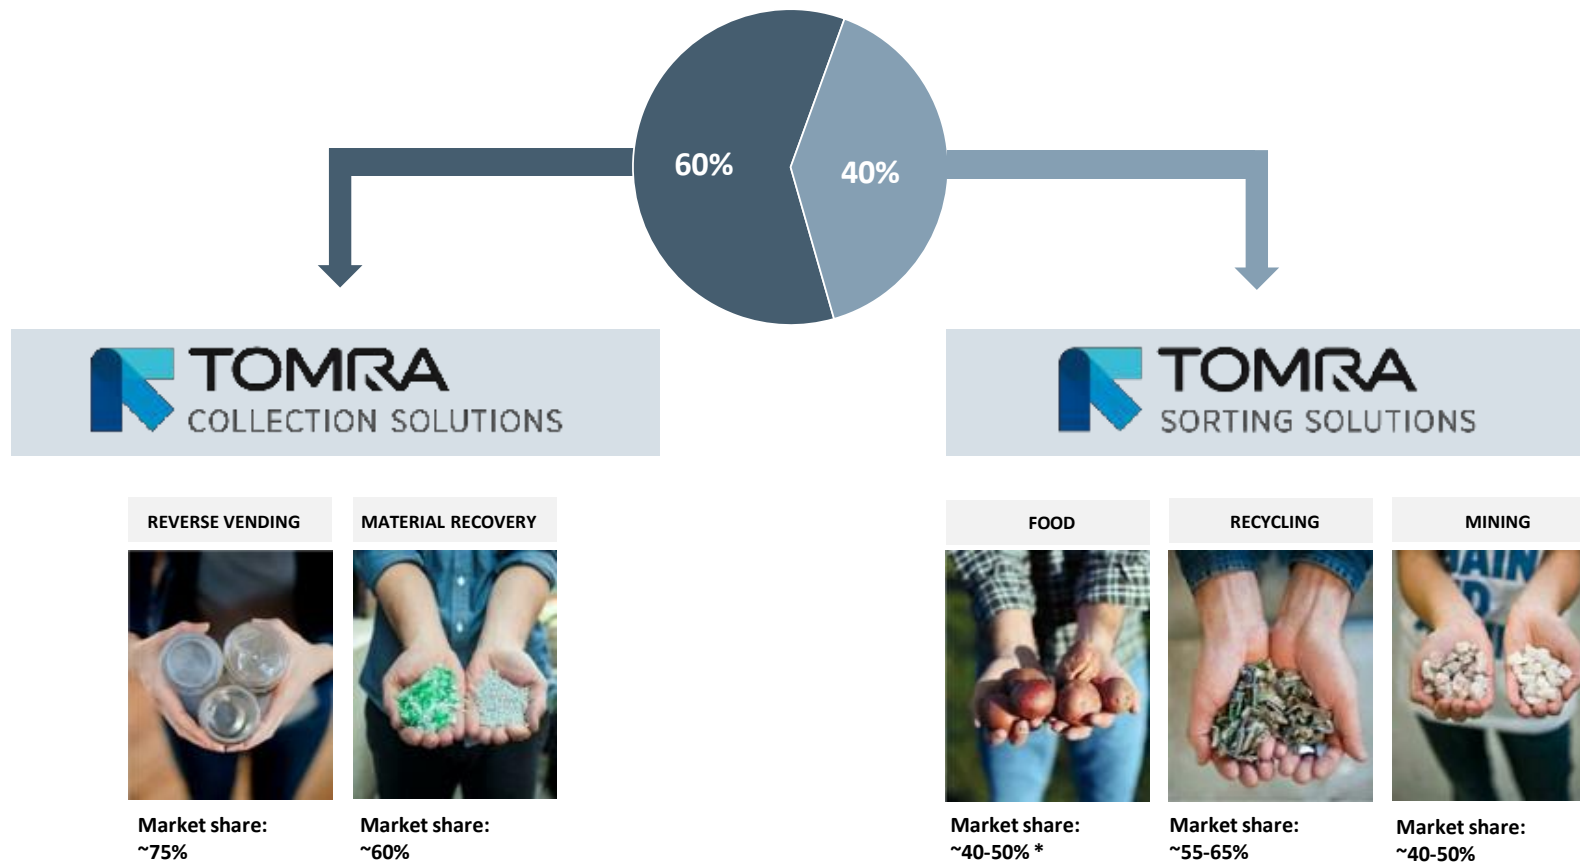 60%
40%
TOMRA
COLLECTION SOLUTIONS
TOMRA
SORTING SOLUTIONS
REVERSE VENDING
MATERIAL RECOVERY
FOOD
RECYCLING
MINING
Market share:
~75%
Market share:
~60%
Market share:
~40-50% *
Market share:
~55-65%
Market share:
~40-50%